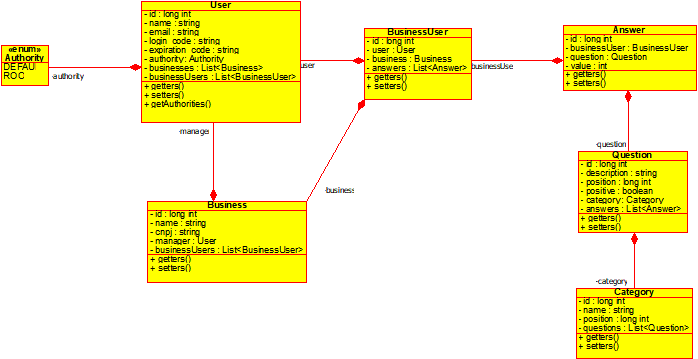 «enum»
Authority
DEFAUI
ROC
-authority
User
- id : long int
- name : string
- email : string
- login_code : string
- expiration_code : string
- authority: Authority
- businesses : List<Business>
- businessUsers : List<BusinessUser>
+ getters()
+ setters()
+ getAuthorities()
user
BusinessUser
- id : long int
- user : User
- business : Business
- answers : List<Answer>
+ getters()
+ setters()
businessUse
Answer
- id : long int
- businessUser : BusinessUser
- question : Question
- value : int
+ getters()
+ setters()
-manager
-question
Question
- id : long int
- description : string
- position : long int
- positive : boolean
- category: Category
- answers : List<Answer>
+ getters()
+ setters()
-business
Business
- id : long int
- name : string
- cnpj : string
- manager : User
- businessUsers : List<BusinessUser>
+ getters()
+ setters()
-category
Category
- id : long int
- name : string
- position : long int
- questions : List<Question>
+ getters()
+ setters()